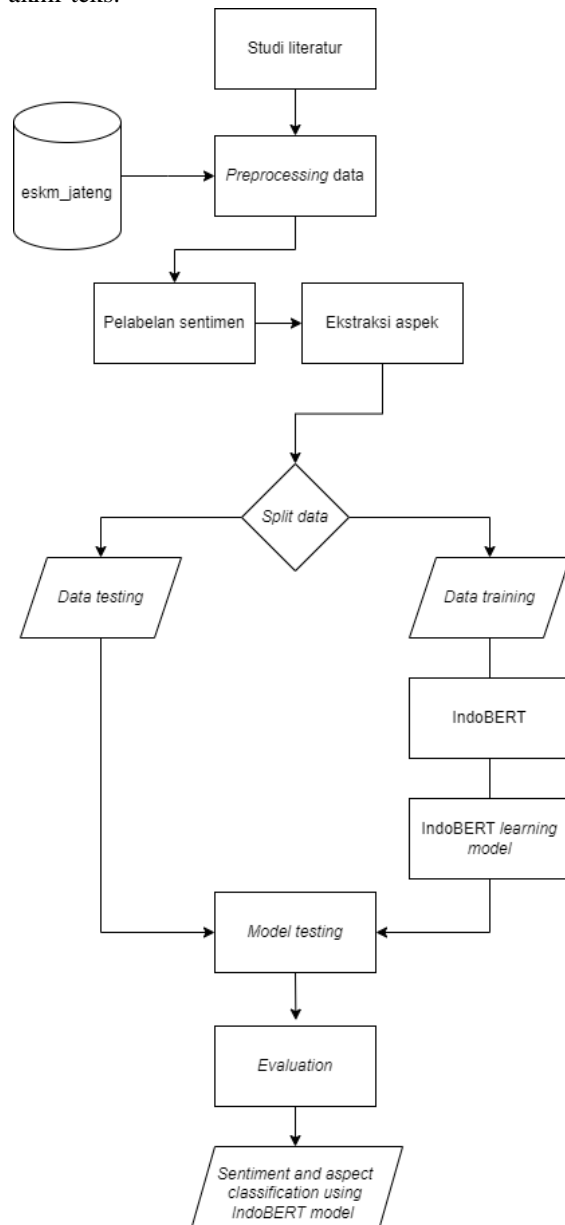 akhir teks.
Studi literatur
eskm_jateng
Preprocessing data
Pelabelan sentimen
Ekstraksi aspek
Split data
Data testing
Data training
IndoBERT
IndoBERT learning
model
Model testing
Evaluation
Sentiment and aspect
classification using
IndoBERT model